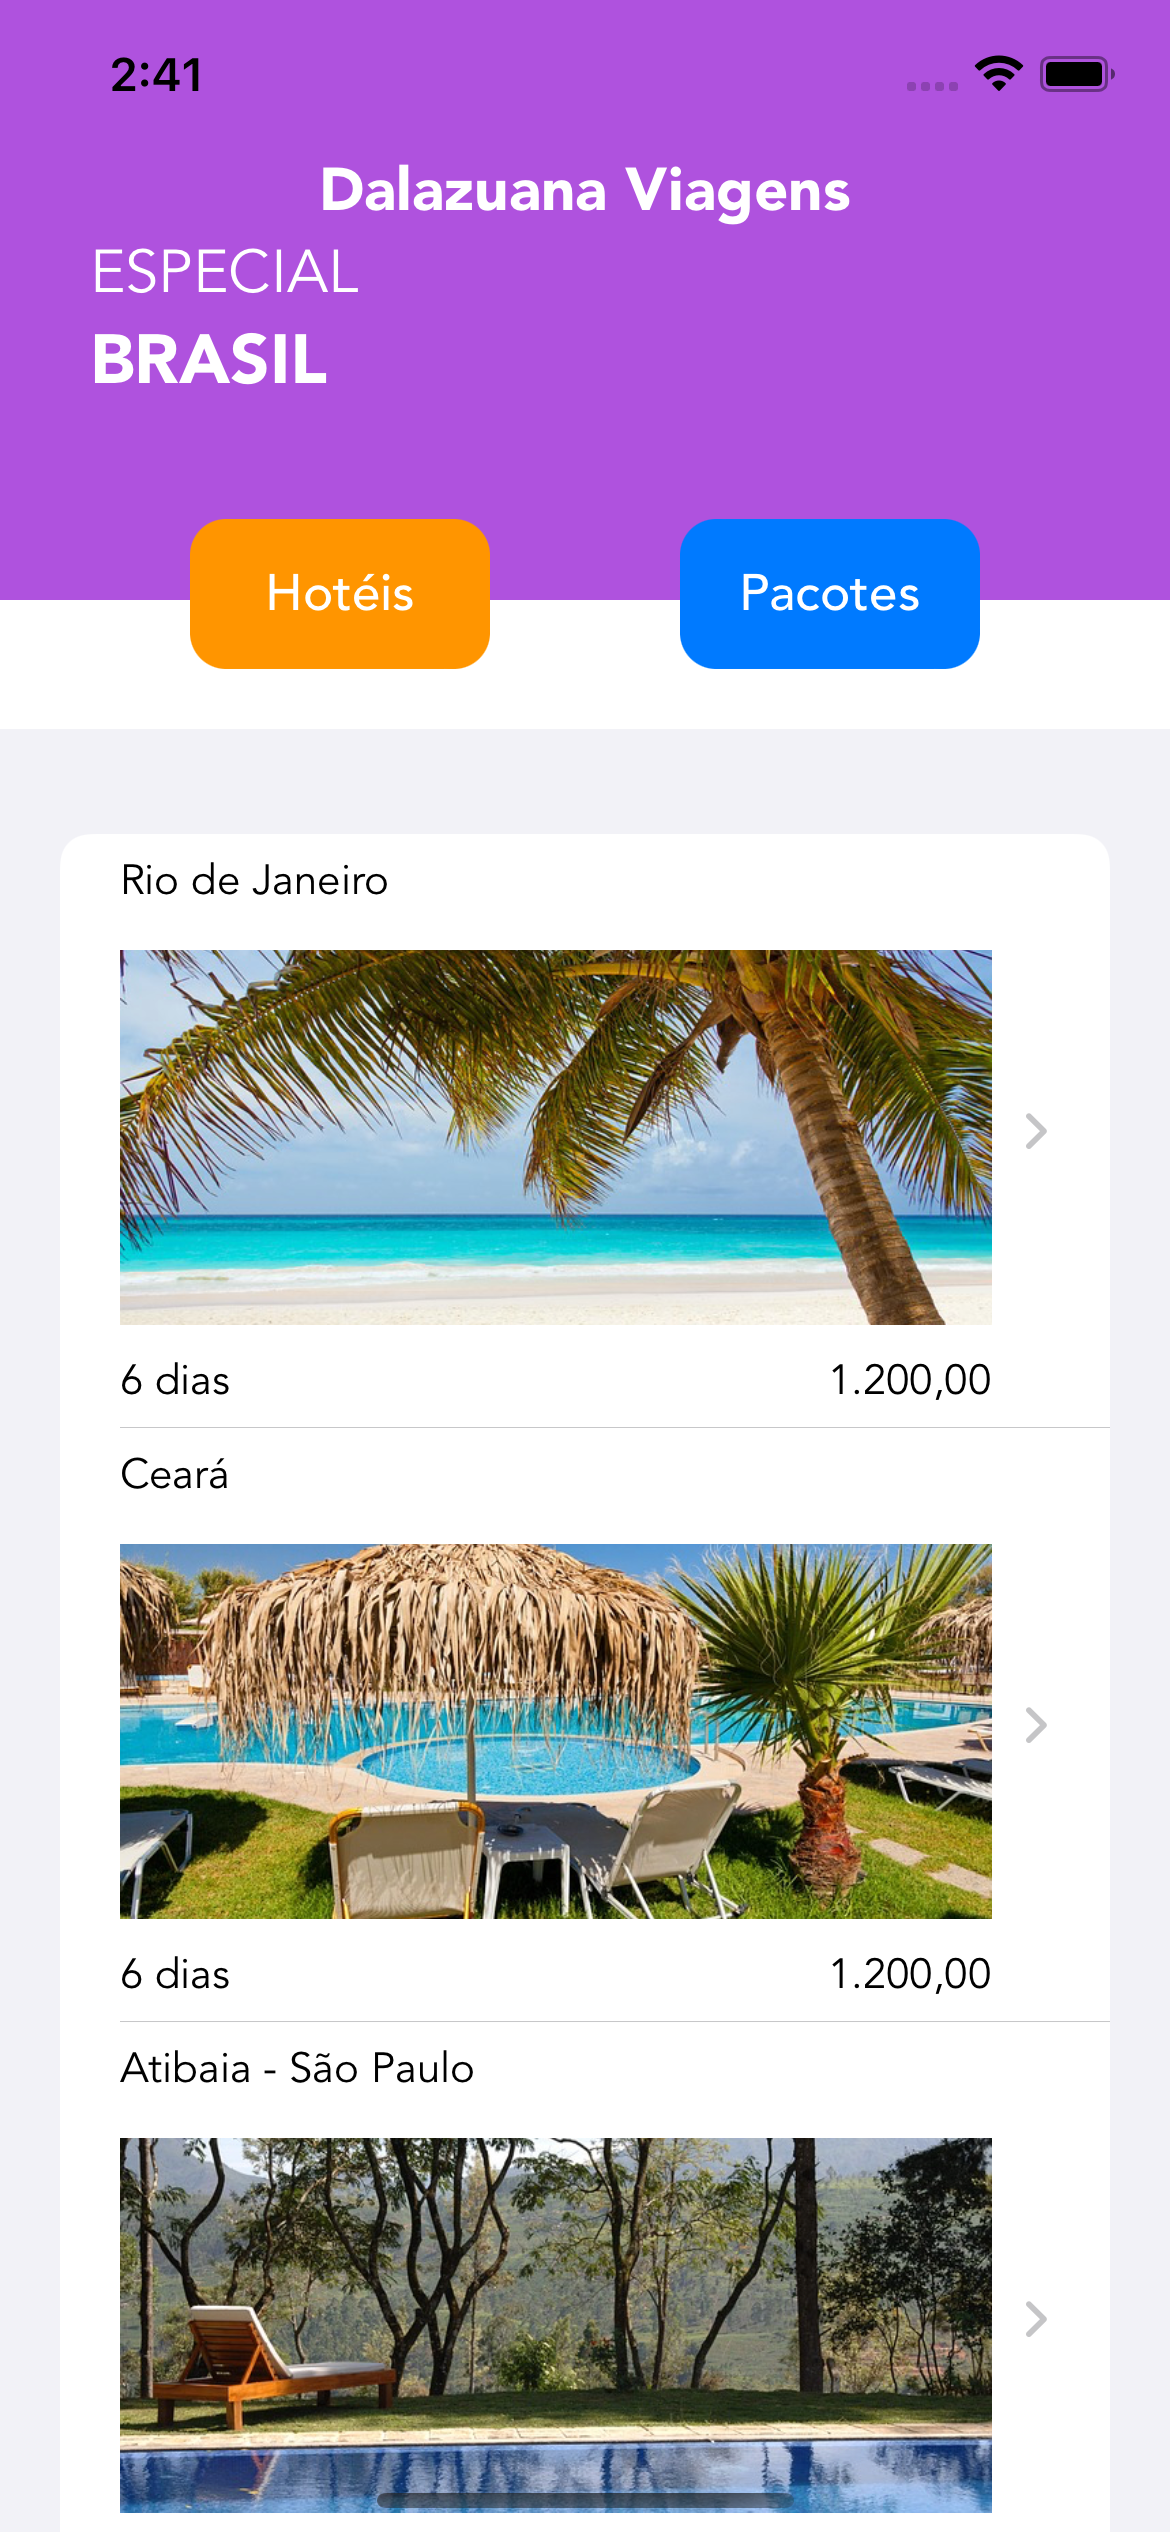 2:41
Dalazuana Viagens
ESPECIAL
BRASIL
Hotéis
Pacotes
Rio de Janeiro
6 dias
1.200,00
Ceará
6 dias
1.200,00
Atibaia - São Paulo